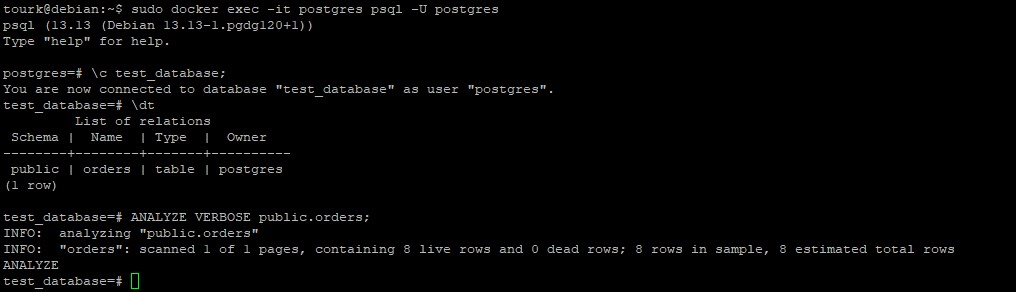 tourk@debian:~$ sudo docker exec -it postgres psql -U postgres
psql (13.13 (Debian 13.13-1.pgdg120+1))
Type "help" for help.

postgres=# \c test_database;
You are now connected to database "test_database" as user "postgres".
test_database=# \dt
         List of relations
 Schema |  Name  | Type  |  Owner
--------+--------+-------+----------
 public | orders | table | postgres
(1 row)

test_database=# ANALYZE VERBOSE public.orders;
INFO:  analyzing "public.orders"
INFO:  "orders": scanned 1 of 1 pages, containing 8 live rows and 0 dead rows; 8 rows in sample, 8 estimated total rows
ANALYZE
test_database=#